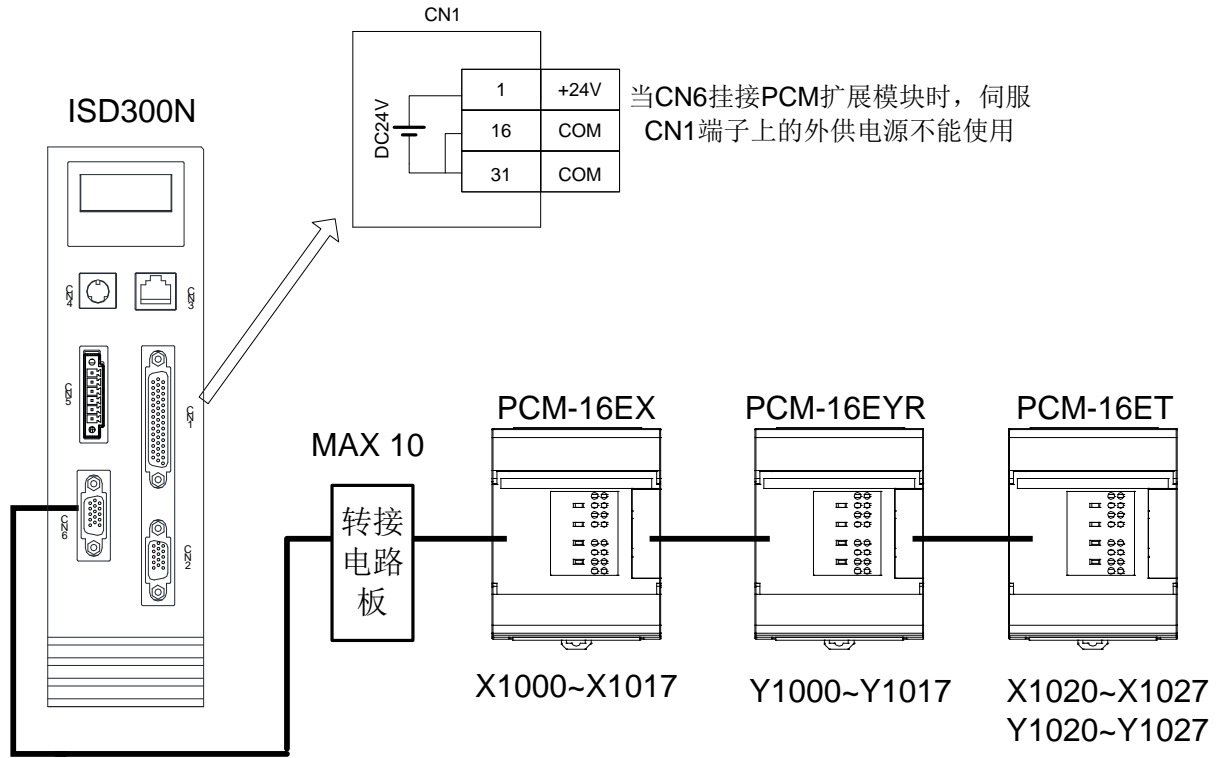 CN1
ISD300N
DC24V
1 +24V
16 COM
31 COM
当CN6挂接PCM扩展模块时，伺服
CN1端子上的外供电源不能使用
CN4
CN3
CN5
CN1
CN6
CN2
MAX 10
转接
电路
板
PCM-16EX
PCM-16EYR
PCM-16ET
X1000~X1017
Y1000~Y1017
X1020~X1027
Y1020~Y1027